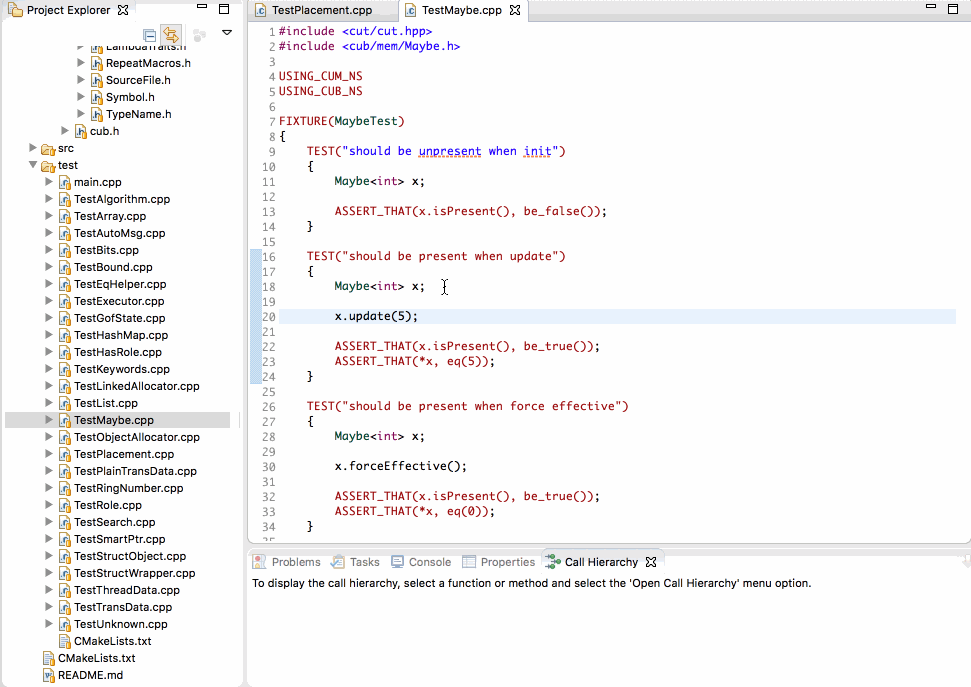 Project Explorer
LambdaTraits.h
RepeatMacros.h
SourceFile.h
Symbol.h
TypeName.h
cub.h
src
test
main.cpp
TestAlgorithm.cpp
TestArray.cpp
TestAutoMsg.cpp
TestBits.cpp
TestBound.cpp
TestEqHelper.cpp
TestExecutor.cpp
TestGofState.cpp
TestHashMap.cpp
TestHasRole.cpp
TestKeywords.cpp
TestLinkedAllocator.cpp
TestList.cpp
TestMaybe.cpp
TestObjectAllocator.cpp
TestPlacement.cpp
TestPlainTransData.cpp
TestRingNumber.cpp
TestRole.cpp
TestSearch.cpp
TestSmartPtr.cpp
TestStructObject.cpp
TestStructWrapper.cpp
TestThreadData.cpp
TestTransData.cpp
TestUnknown.cpp
CMakeLists.txt
CMakeLists.txt
README.md
TestPlacement.cpp TestMaybe.cpp
1 #include <cut/cut.hpp>
2 #include <cub/mem/Maybe.h>
3
4 USING_CUM_NS
5 USING_CUB_NS
6
7 FIXTURE(MaybeTest)
8 {
9 TEST("should be unpresent when init")
10 {
11 Maybe<int> x;
12
13 ASSERT_THAT(x.isPresent(), be_false());
14 }
15
16 TEST("should be present when update")
17 {
18 Maybe<int> x;
19
20 x.update(5);
21
22 ASSERT_THAT(x.isPresent(), be_true());
23 ASSERT_THAT(*x, eq(5));
24 }
25
26 TEST("should be present when force effective")
27 {
28 Maybe<int> x;
29
30 x.forceEffective();
31
32 ASSERT_THAT(x.isPresent(), be_true());
33 ASSERT_THAT(*x, eq(0));
34 }
Problems Tasks Console Properties Call Hierarchy
To display the call hierarchy, select a function or method and select the 'Open Call Hierarchy' menu option.